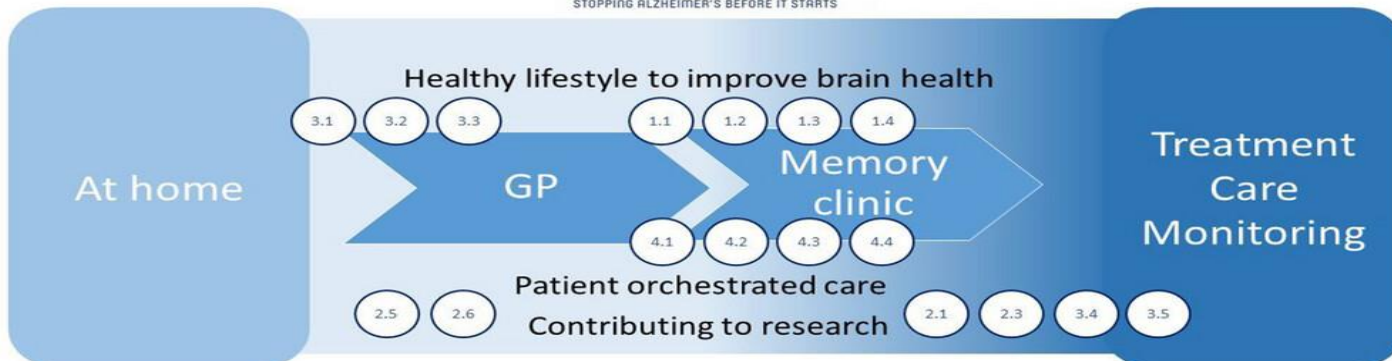 STOPPING ALZHEIMER'S BEFORE IT STARTS
Healthy lifestyle to improve brain health
3.1 3.2 3.3 1.1 1.2 1.3 1.4
At home
GP
Memory
clinic
Treatment
Care
Monitoring
4.1 4.2 4.3 4.4
Patient orchestrated care
2.5 2.6
Contributing to research
2.1 2.3 3.4 3.5